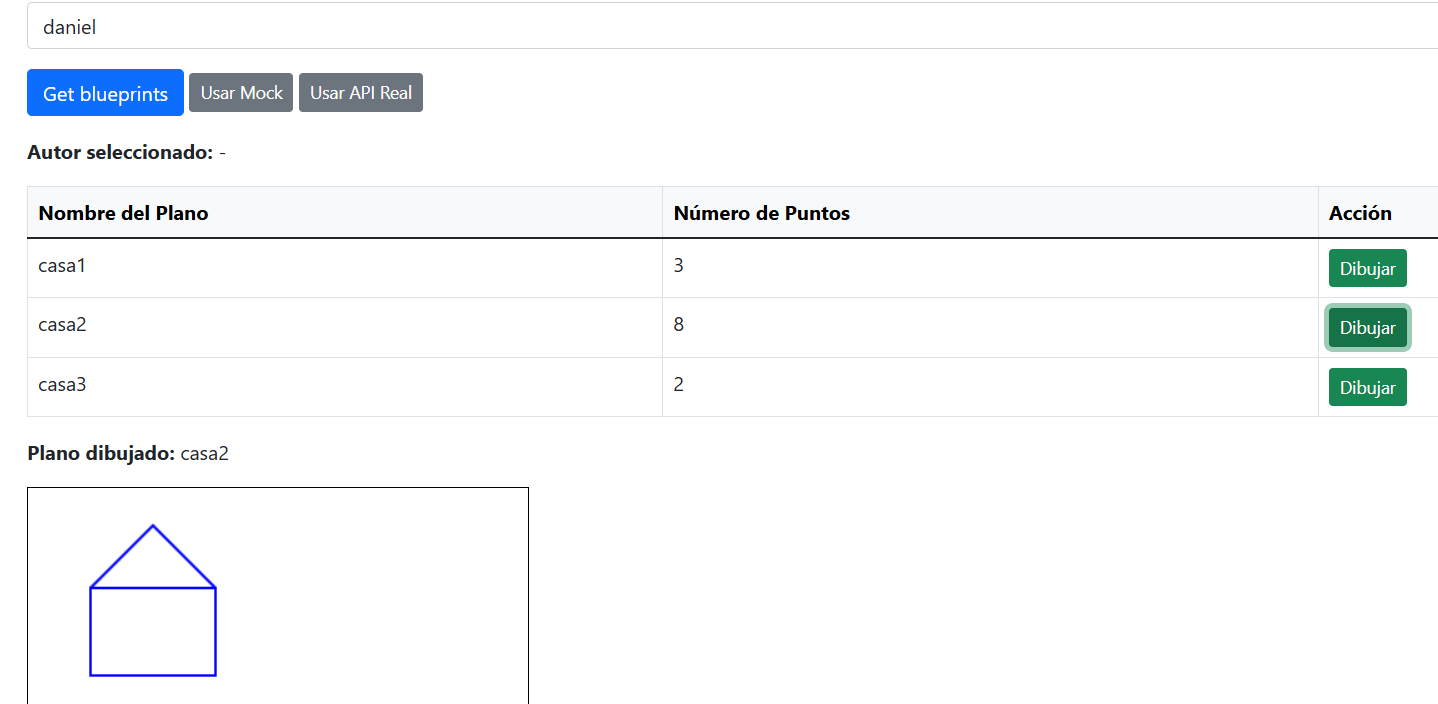 daniel
Get blueprints Usar Mock Usar API Real
Autor seleccionado: -
Nombre del Plano Número de Puntos Acción
casa1 3 Dibujar
casa2 8 Dibujar
casa3 2 Dibujar
Plano dibujado: casa2